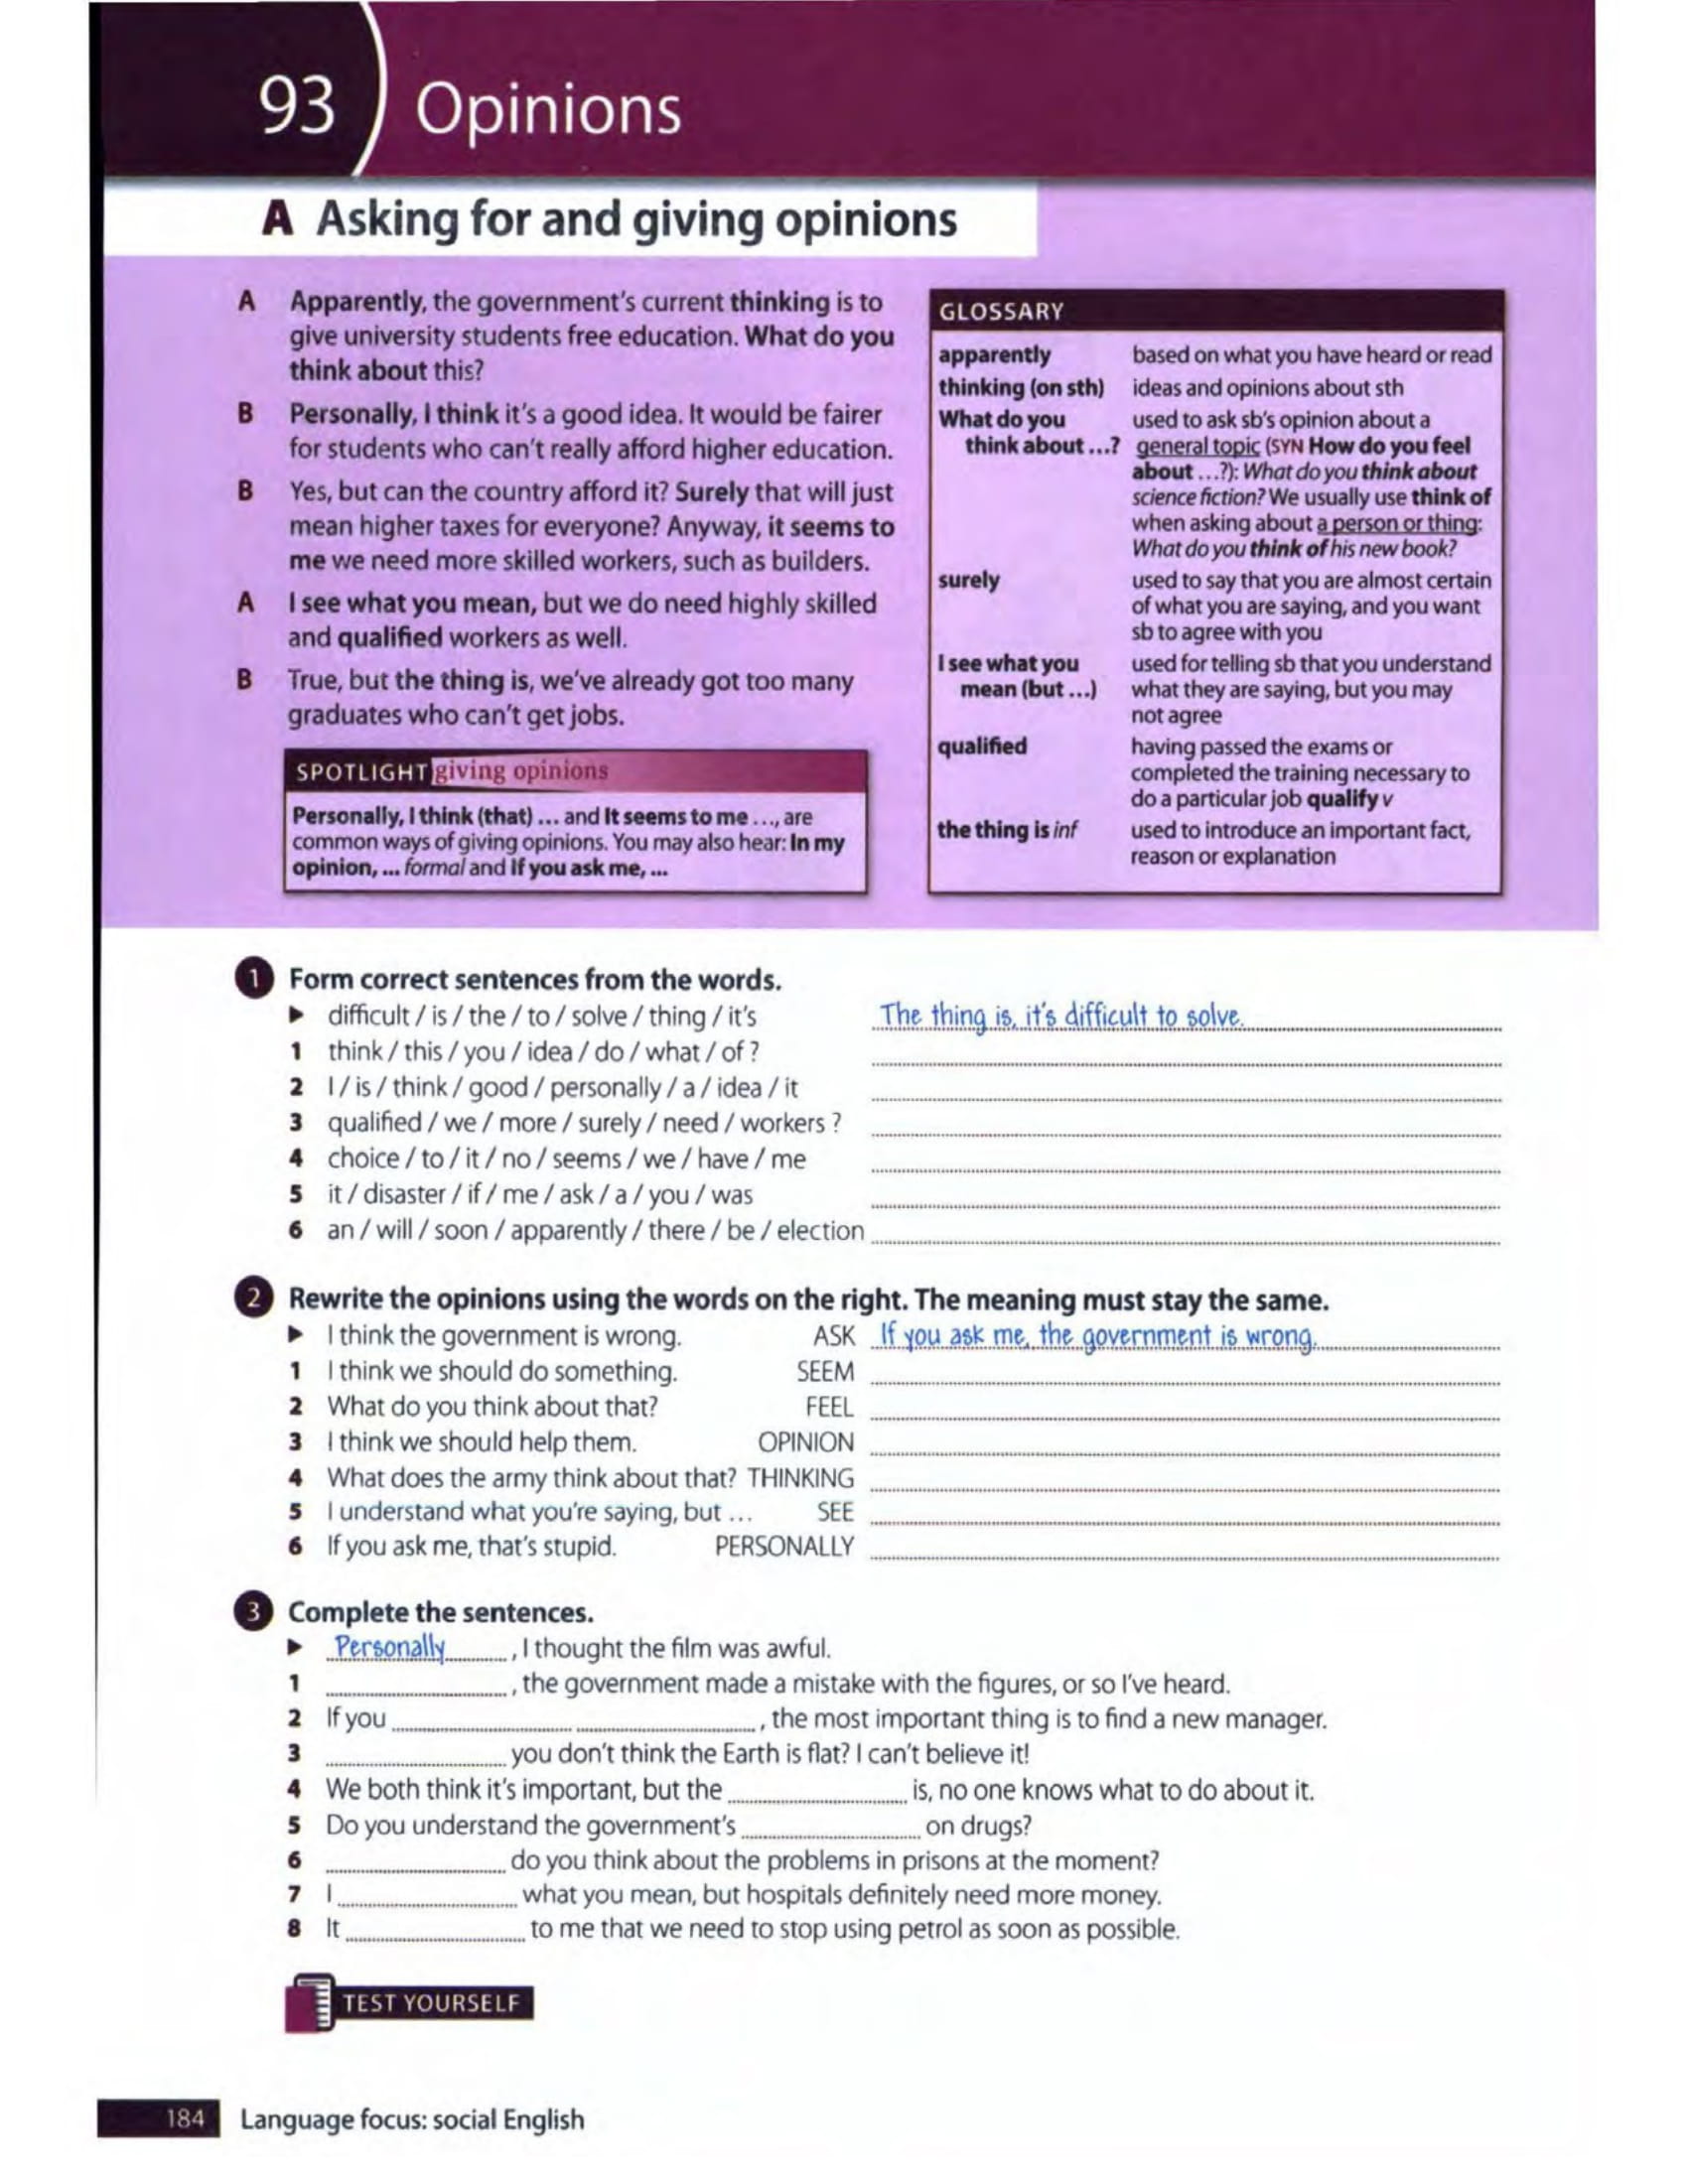 93 Opinions
A Asking for and giving opinions
A Apparently, the government's current thinking is to
give university students free education. What do you
think about this?
B Personally, I think it's a good idea. It would be fairer
for students who can't really afford higher education.
B Yes, but can the country afford it? Surely that will just
mean higher taxes for everyone? Anyway, it seems to
me we need more skilled workers, such as builders.
A I see what you mean, but we do need highly skilled
and qualified workers as well.
B True, but the thing is, we've already got too many
graduates who can't get jobs.
SPOTLIGHT giving opinions
Personally, I think (that) ... and It seems to me ..., are
common ways of giving opinions. You may also hear: In my
opinion, ... formal and If you ask me, ...
GLOSSARY
apparently based on what you have heard or read
thinking (on sth) ideas and opinions about sth
What do you used to ask sb's opinion about a
think about ...? general topic (SYN How do you feel
about ...?): What do you think about
science fiction? We usually use think of
when asking about a person or thing:
What do you think of his new book?
surely used to say that you are almost certain
of what you are saying, and you want
sb to agree with you
I see what you used for telling sb that you understand
mean (but ...) what they are saying, but you may
not agree
qualified having passed the exams or
completed the training necessary to
do a particular job qualify v
the thing is inf used to introduce an important fact,
reason or explanation
1 Form correct sentences from the words.
► difficult / is / the / to / solve / thing / it's The thing is, it's difficult to solve.
1 think / this / you / idea / do / what / of ?
2 I / is / think / good / personally / a / idea / it
3 qualified / we / more / surely / need / workers ?
4 choice / to / it / no / seems / we / have / me
5 it / disaster / if / me / ask / a / you / was
6 an / will / soon / apparently / there / be / election
2 Rewrite the opinions using the words on the right. The meaning must stay the same.
► I think the government is wrong. ASK If you ask me, the government is wrong.
1 I think we should do something. SEEM
2 What do you think about that? FEEL
3 I think we should help them. OPINION
4 What does the army think about that? THINKING
5 I understand what you're saying, but ... SEE
6 If you ask me, that's stupid. PERSONALLY
3 Complete the sentences.
► Personally , I thought the film was awful.
1 , the government made a mistake with the figures, or so I've heard.
2 If you , the most important thing is to find a new manager.
3 you don't think the Earth is flat? I can't believe it!
4 We both think it's important, but the is, no one knows what to do about it.
5 Do you understand the government's on drugs?
6 do you think about the problems in prisons at the moment?
7 I what you mean, but hospitals definitely need more money.
8 It to me that we need to stop using petrol as soon as possible.
TEST YOURSELF
184 Language focus: social English